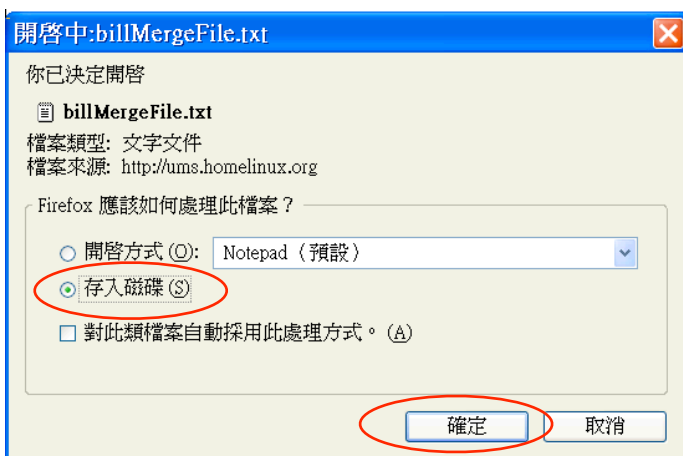 開啓中:billMergeFile.txt
你已決定開啓
billMergeFile.txt
檔案類型: 文字文件
檔案來源: http://ums.homelinux.org
Firefox 應該如何處理此檔案？
開啓方式(O): Notepad（預設）
存入磁碟(S)
對此類檔案自動採用此處理方式。(A)
確定 取消